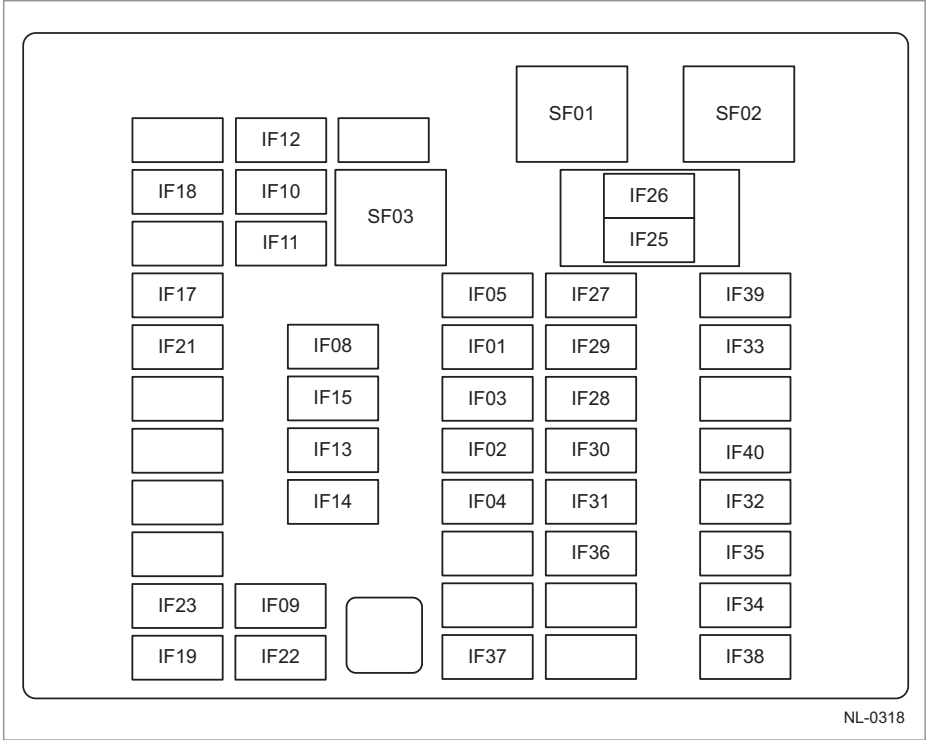 SF01 SF02
IF12
IF18 IF10 SF03 IF26
IF11 IF25
IF17 IF05 IF27 IF39
IF21 IF08 IF01 IF29 IF33
IF15 IF03 IF28
IF13 IF02 IF30 IF40
IF14 IF04 IF31 IF32
IF36 IF35
IF23 IF09 IF34
IF19 IF22 IF37 IF38
NL-0318